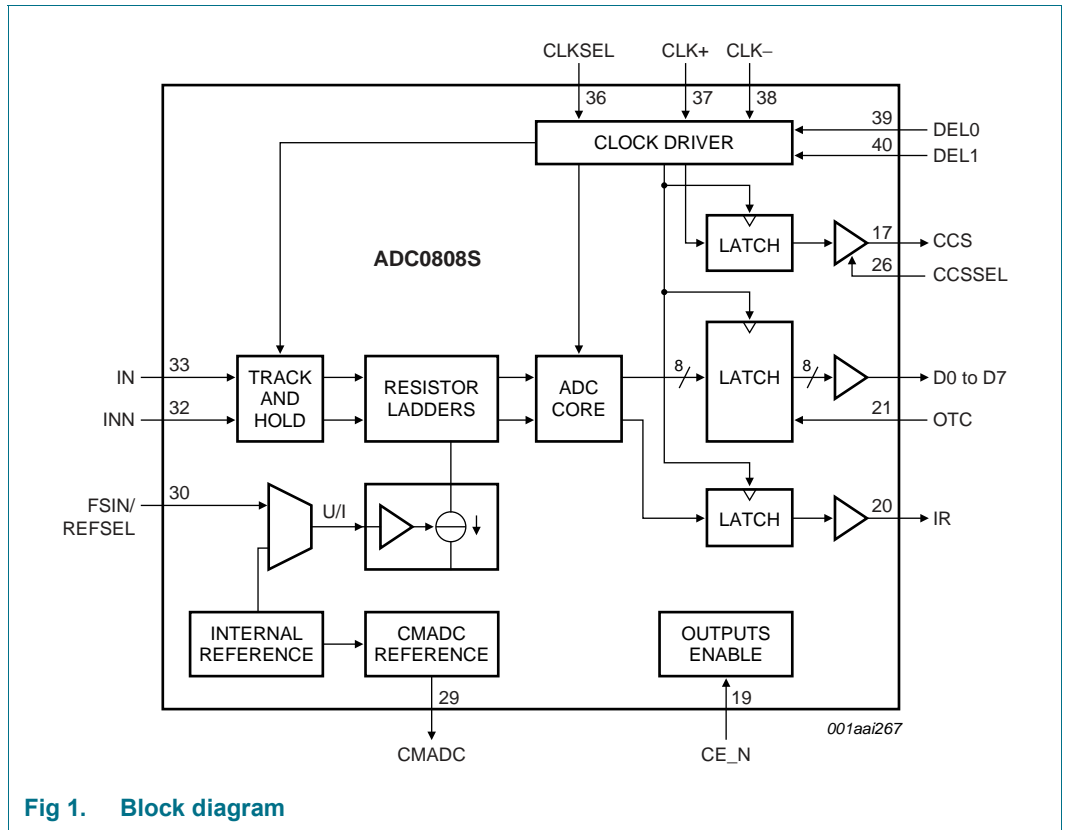 CLKSEL CLK+ CLK−
36 37 38
CLOCK DRIVER
39 DEL0
40 DEL1
ADC0808S
LATCH
17 CCS
26 CCSSEL
IN 33
INN 32
TRACK
AND
HOLD
RESISTOR
LADDERS
ADC
CORE
8
LATCH
8
D0 to D7
21 OTC
FSIN/
REFSEL
30
U/I
LATCH
20 IR
INTERNAL
REFERENCE
CMADC
REFERENCE
OUTPUTS
ENABLE
29
19
001aai267
CMADC
CE_N
Fig 1. Block diagram